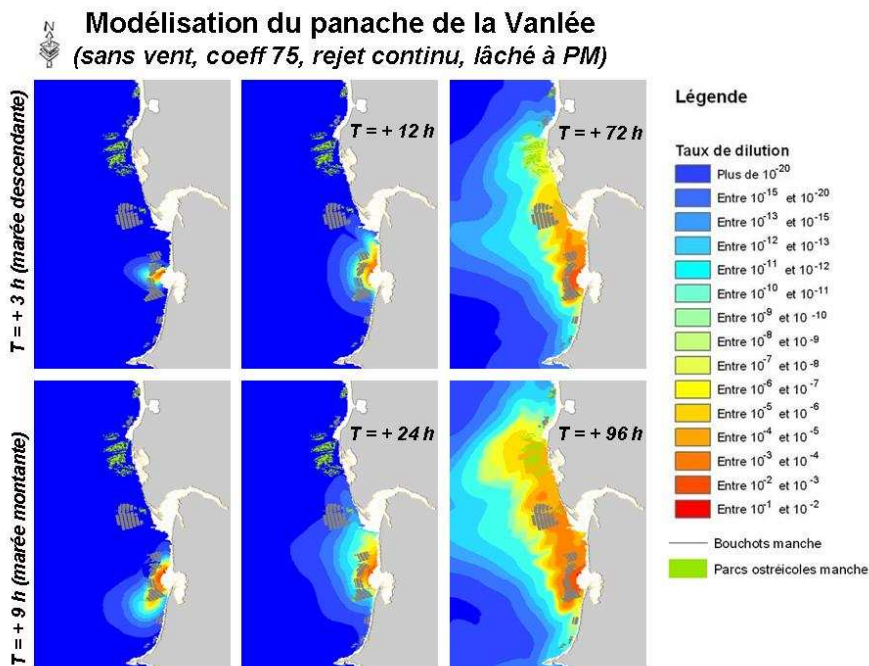 N
Modélisation du panache de la Vanlée
(sans vent, coeff 75, rejet continu, lâché à PM)
T = + 3 h (marée descendante)
T = + 12 h
T = + 72 h
T = + 9 h (marée montante)
T = + 24 h
T = + 96 h
Légende
Taux de dilution
Plus de 10⁻²⁰
Entre 10⁻¹⁵ et 10⁻²⁰
Entre 10⁻¹³ et 10⁻¹⁵
Entre 10⁻¹² et 10⁻¹³
Entre 10⁻¹¹ et 10⁻¹²
Entre 10⁻¹⁰ et 10⁻¹¹
Entre 10⁻⁹ et 10⁻¹⁰
Entre 10⁻⁸ et 10⁻⁹
Entre 10⁻⁷ et 10⁻⁸
Entre 10⁻⁶ et 10⁻⁷
Entre 10⁻⁵ et 10⁻⁶
Entre 10⁻⁴ et 10⁻⁵
Entre 10⁻³ et 10⁻⁴
Entre 10⁻² et 10⁻³
Entre 10⁻¹ et 10⁻²
Bouchots manche
Parcs ostréicoles manche